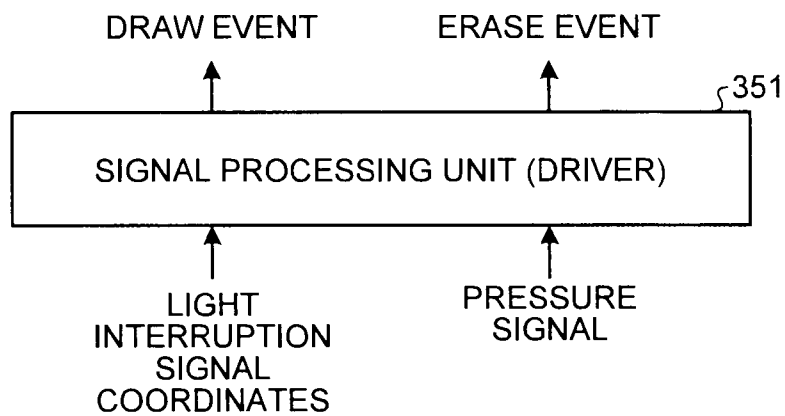 DRAW EVENT
ERASE EVENT
351
SIGNAL PROCESSING UNIT (DRIVER)
LIGHT
INTERRUPTION
SIGNAL
COORDINATES
PRESSURE
SIGNAL